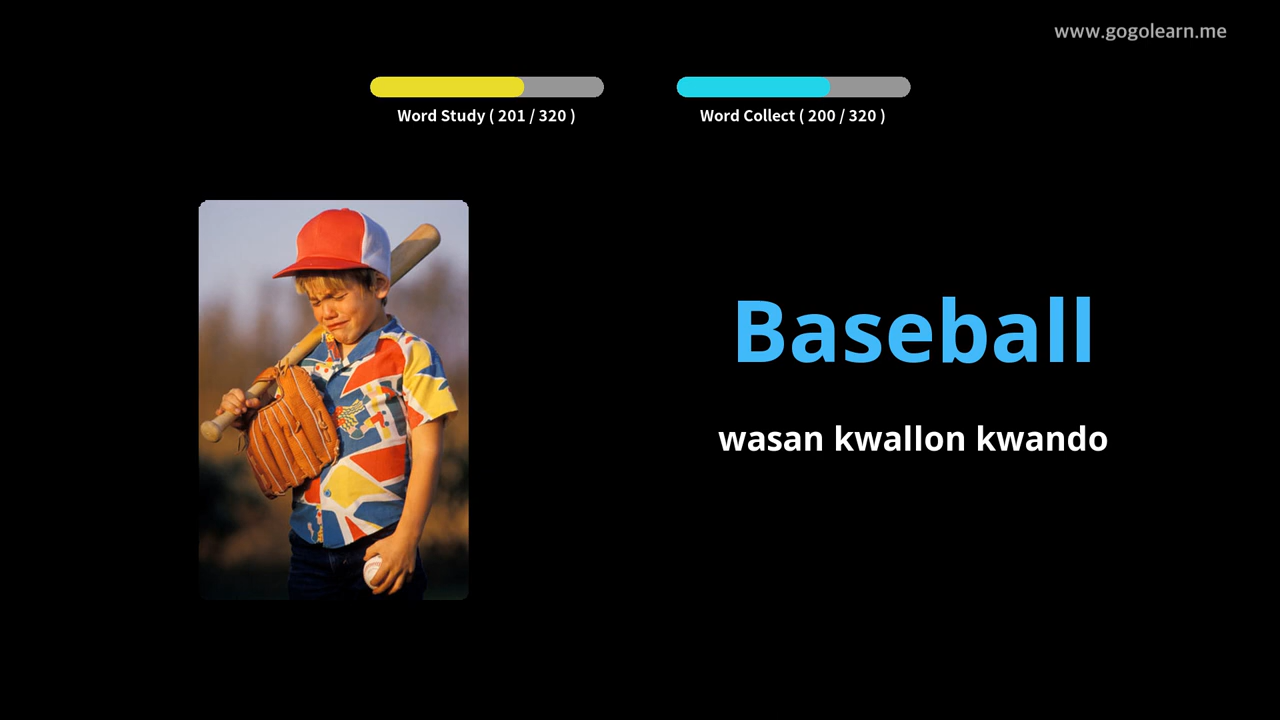 www.gogolearn.me
Word Study ( 201 / 320 )
Word Collect ( 200 / 320 )
Baseball
wasan kwallon kwando